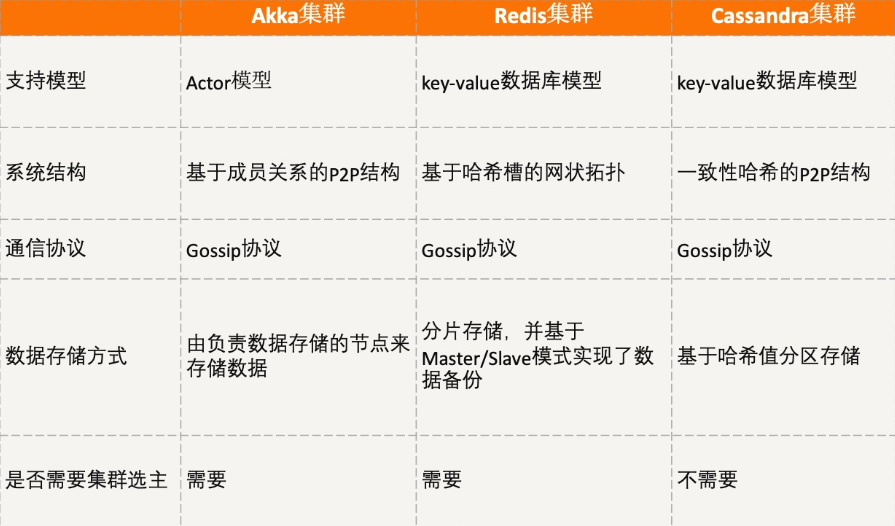 Akka集群 Redis集群 Cassandra集群
支持模型 Actor模型 key-value数据库模型 key-value数据库模型
系统结构 基于成员关系的P2P结构 基于哈希槽的网状拓扑 一致性哈希的P2P结构
通信协议 Gossip协议 Gossip协议 Gossip协议
数据存储方式
由负责数据存储的节点来
存储数据
分片存储，并基于
Master/Slave模式实现了数
据备份
基于哈希值分区存储
是否需要集群选主 需要 需要 不需要